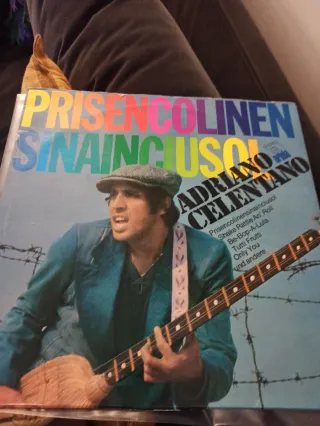 PRISENCOLINEN
SINAINCIUSOL
ADRIANO
CELENTANO
Prisencolinensinainciusol
Shake Rattle An' Roll
Be-Bop-A-Lula
Tutti Frutti
Only You
und andere